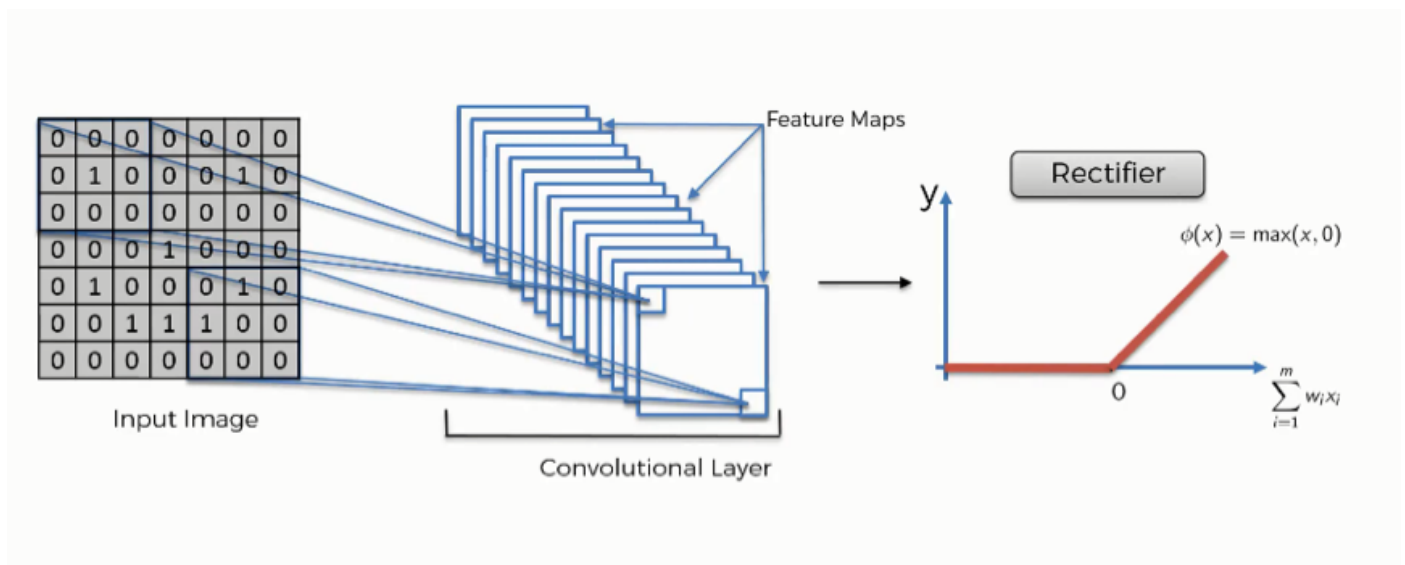 0 0 0 0 0 0 0
0 1 0 0 0 1 0
0 0 0 0 0 0 0
0 0 0 1 0 0 0
0 1 0 0 0 1 0
0 0 1 1 1 0 0
0 0 0 0 0 0 0
Input Image
Feature Maps
Convolutional Layer
Rectifier
y
ϕ(x) = max(x, 0)
0
m
∑ wᵢxᵢ
i=1